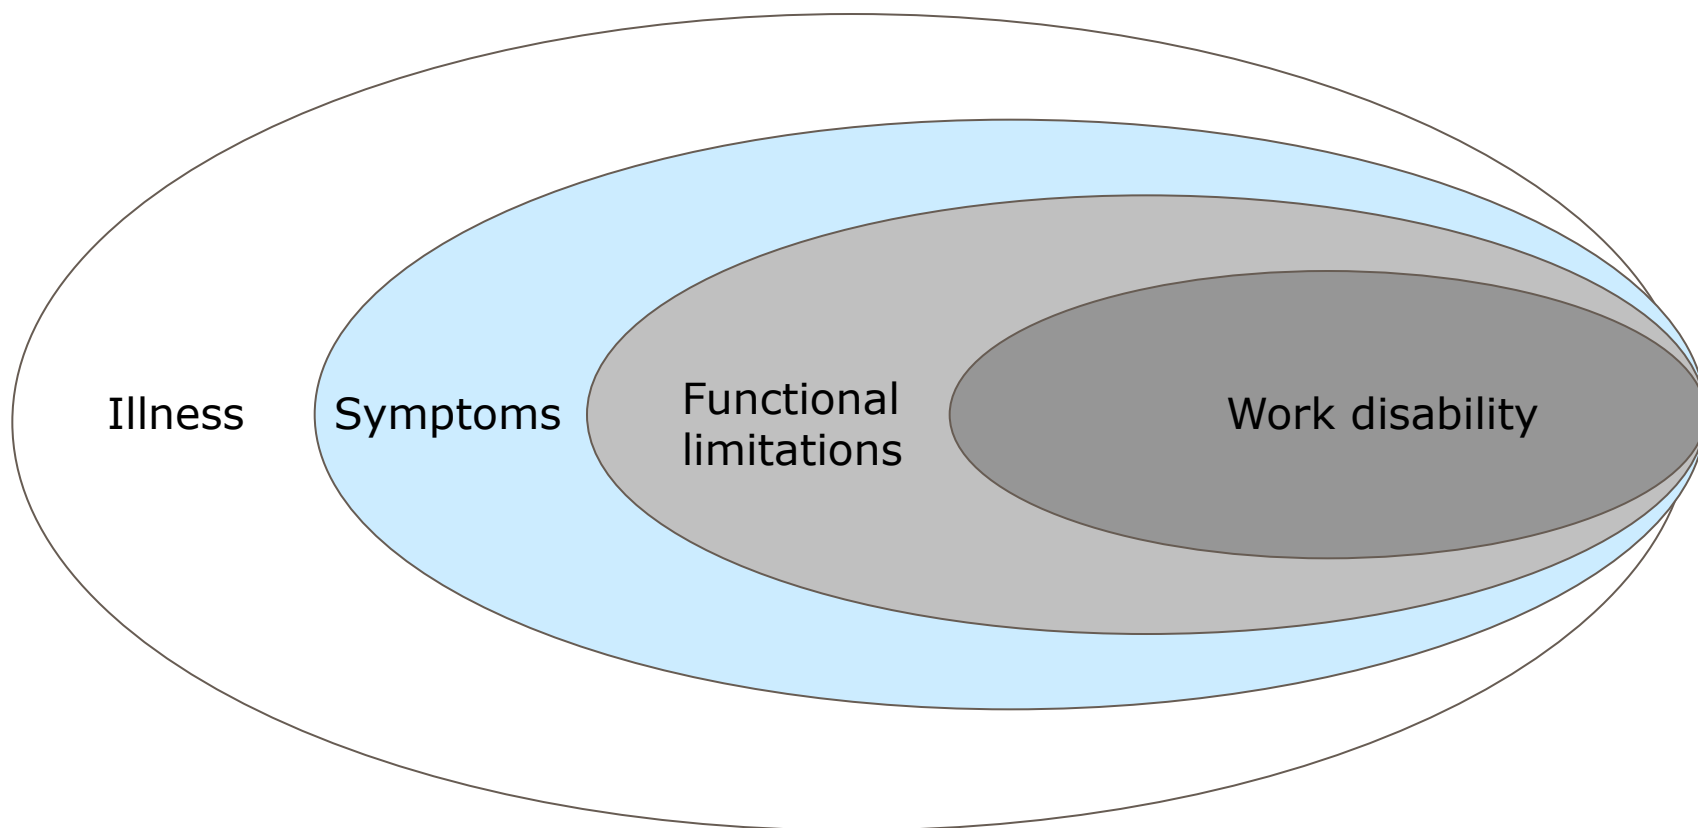 Illness
Symptoms
Functional
limitations
Work disability